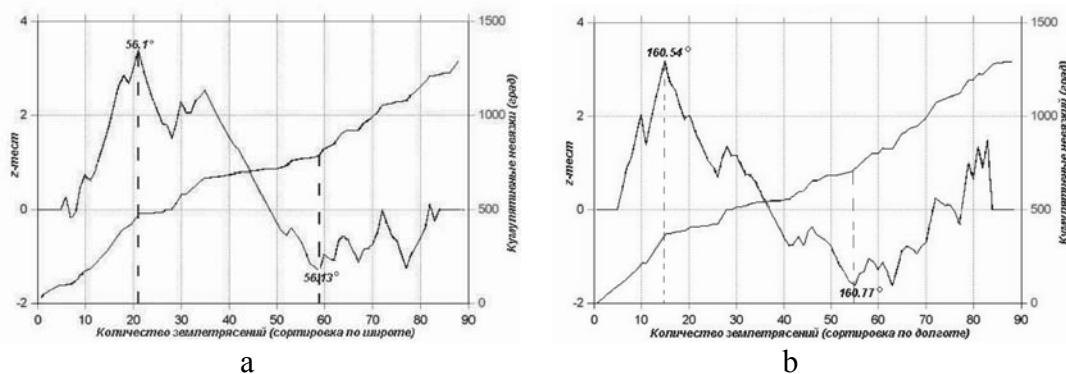 4
2
0
-2
z-тест
56.1°
56.13°
1500
1000
500
0
Кумулятивные невязки (град)
0 10 20 30 40 50 60 70 80 90
Количество землетрясений (сортировка по широте)
a
4
2
0
-2
z-тест
160.54°
160.77°
1500
1000
500
0
Кумулятивные невязки (град)
0 10 20 30 40 50 60 70 80 90
Количество землетрясений (сортировка по долготе)
b